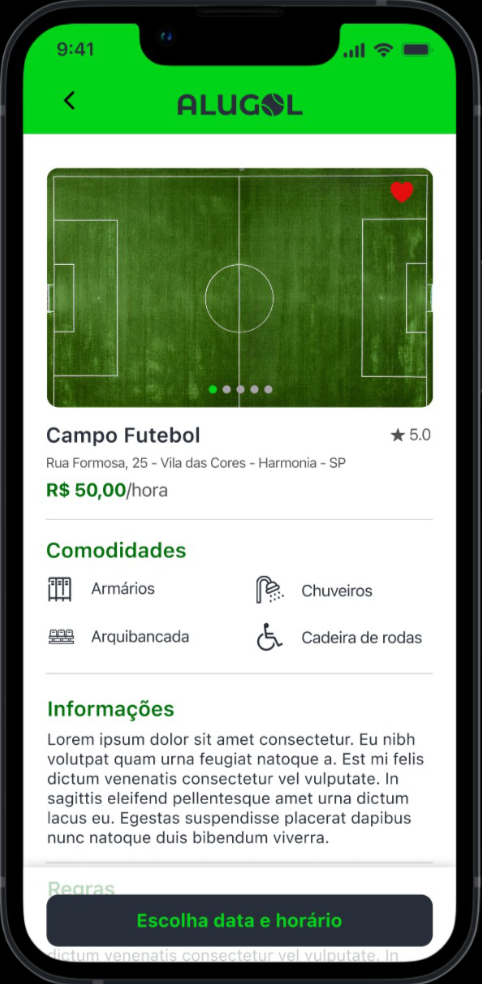 9:41
ALUGOL
Campo Futebol
★ 5.0
Rua Formosa, 25 - Vila das Cores - Harmonia - SP
R$ 50,00/hora
Comodidades
Armários
Chuveiros
Arquibancada
Cadeira de rodas
Informações
Lorem ipsum dolor sit amet consectetur. Eu nibh
volutpat quam urna feugiat natoque a. Est mi felis
dictum venenatis consectetur vel vulputate. In
sagittis eleifend pellentesque amet urna dictum
lacus eu. Egestas suspendisse placerat dapibus
nunc natoque duis bibendum viverra.
Regras
Escolha data e horário
dictum venenatis consectetur vel vulputate. In